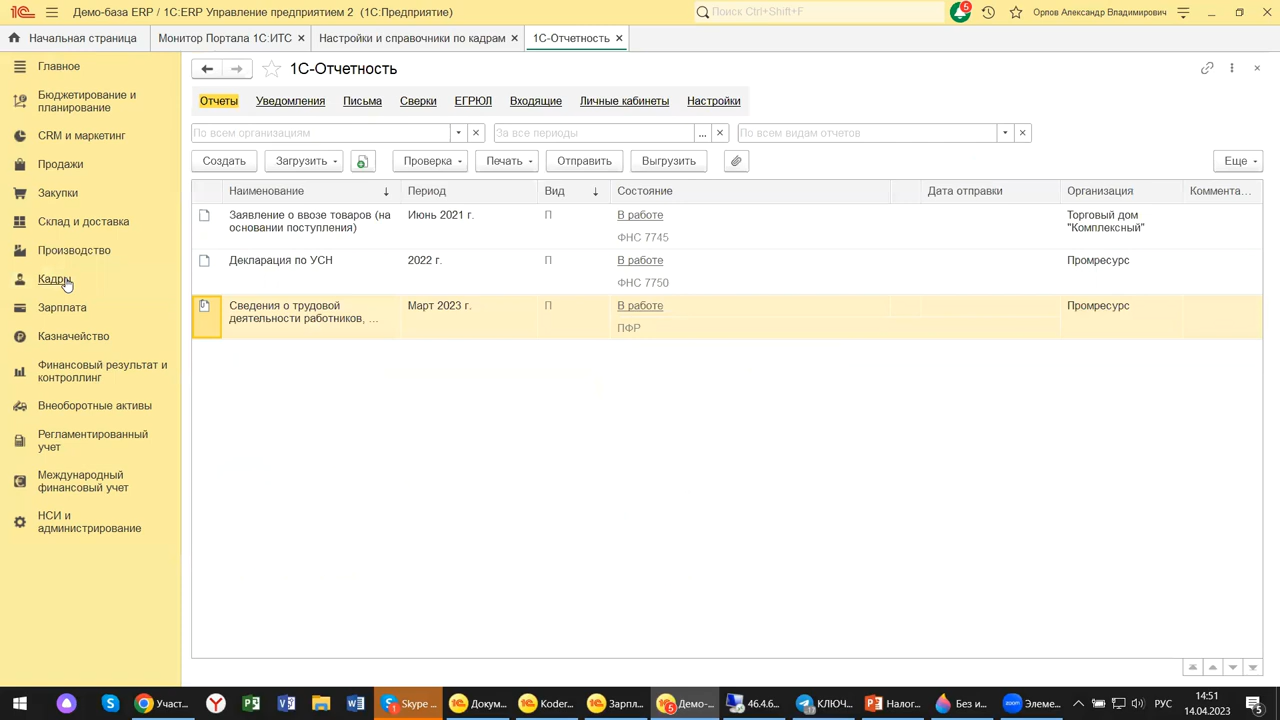 Демо-база ERP / 1С:ERP Управление предприятием 2 (1С:Предприятие)
Поиск Ctrl+Shift+F
5
Орлов Александр Владимирович
Начальная страница
Монитор Портала 1С:ИТС
Настройки и справочники по кадрам
1С-Отчетность
Главное
Бюджетирование и
планирование
CRM и маркетинг
Продажи
Закупки
Склад и доставка
Производство
Кадры
Зарплата
Казначейство
Финансовый результат и
контроллинг
Внеоборотные активы
Регламентированный
учет
Международный
финансовый учет
НСИ и
администрирование
1С-Отчетность
Отчеты Уведомления Письма Сверки ЕГРЮЛ Входящие Личные кабинеты Настройки
По всем организациям За все периоды ... По всем видам отчетов
Создать Загрузить Проверка Печать Отправить Выгрузить Еще
Наименование Период Вид Состояние Дата отправки Организация Коммента...
Заявление о ввозе товаров (на
основании поступления)
Июнь 2021 г.
П
В работе
ФНС 7745
Торговый дом
"Комплексный"
Декларация по УСН
2022 г.
П
В работе
ФНС 7750
Промресурс
Сведения о трудовой
деятельности работников, ...
Март 2023 г.
П
В работе
ПФР
Промресурс
Участ...
Skype ...
1
Докум...
Koder...
Зарпл...
Демо-...
5
46.4.6...
КЛЮЧ...
Налог...
Без и...
Элеме...
РУС
14:51
14.04.2023
5